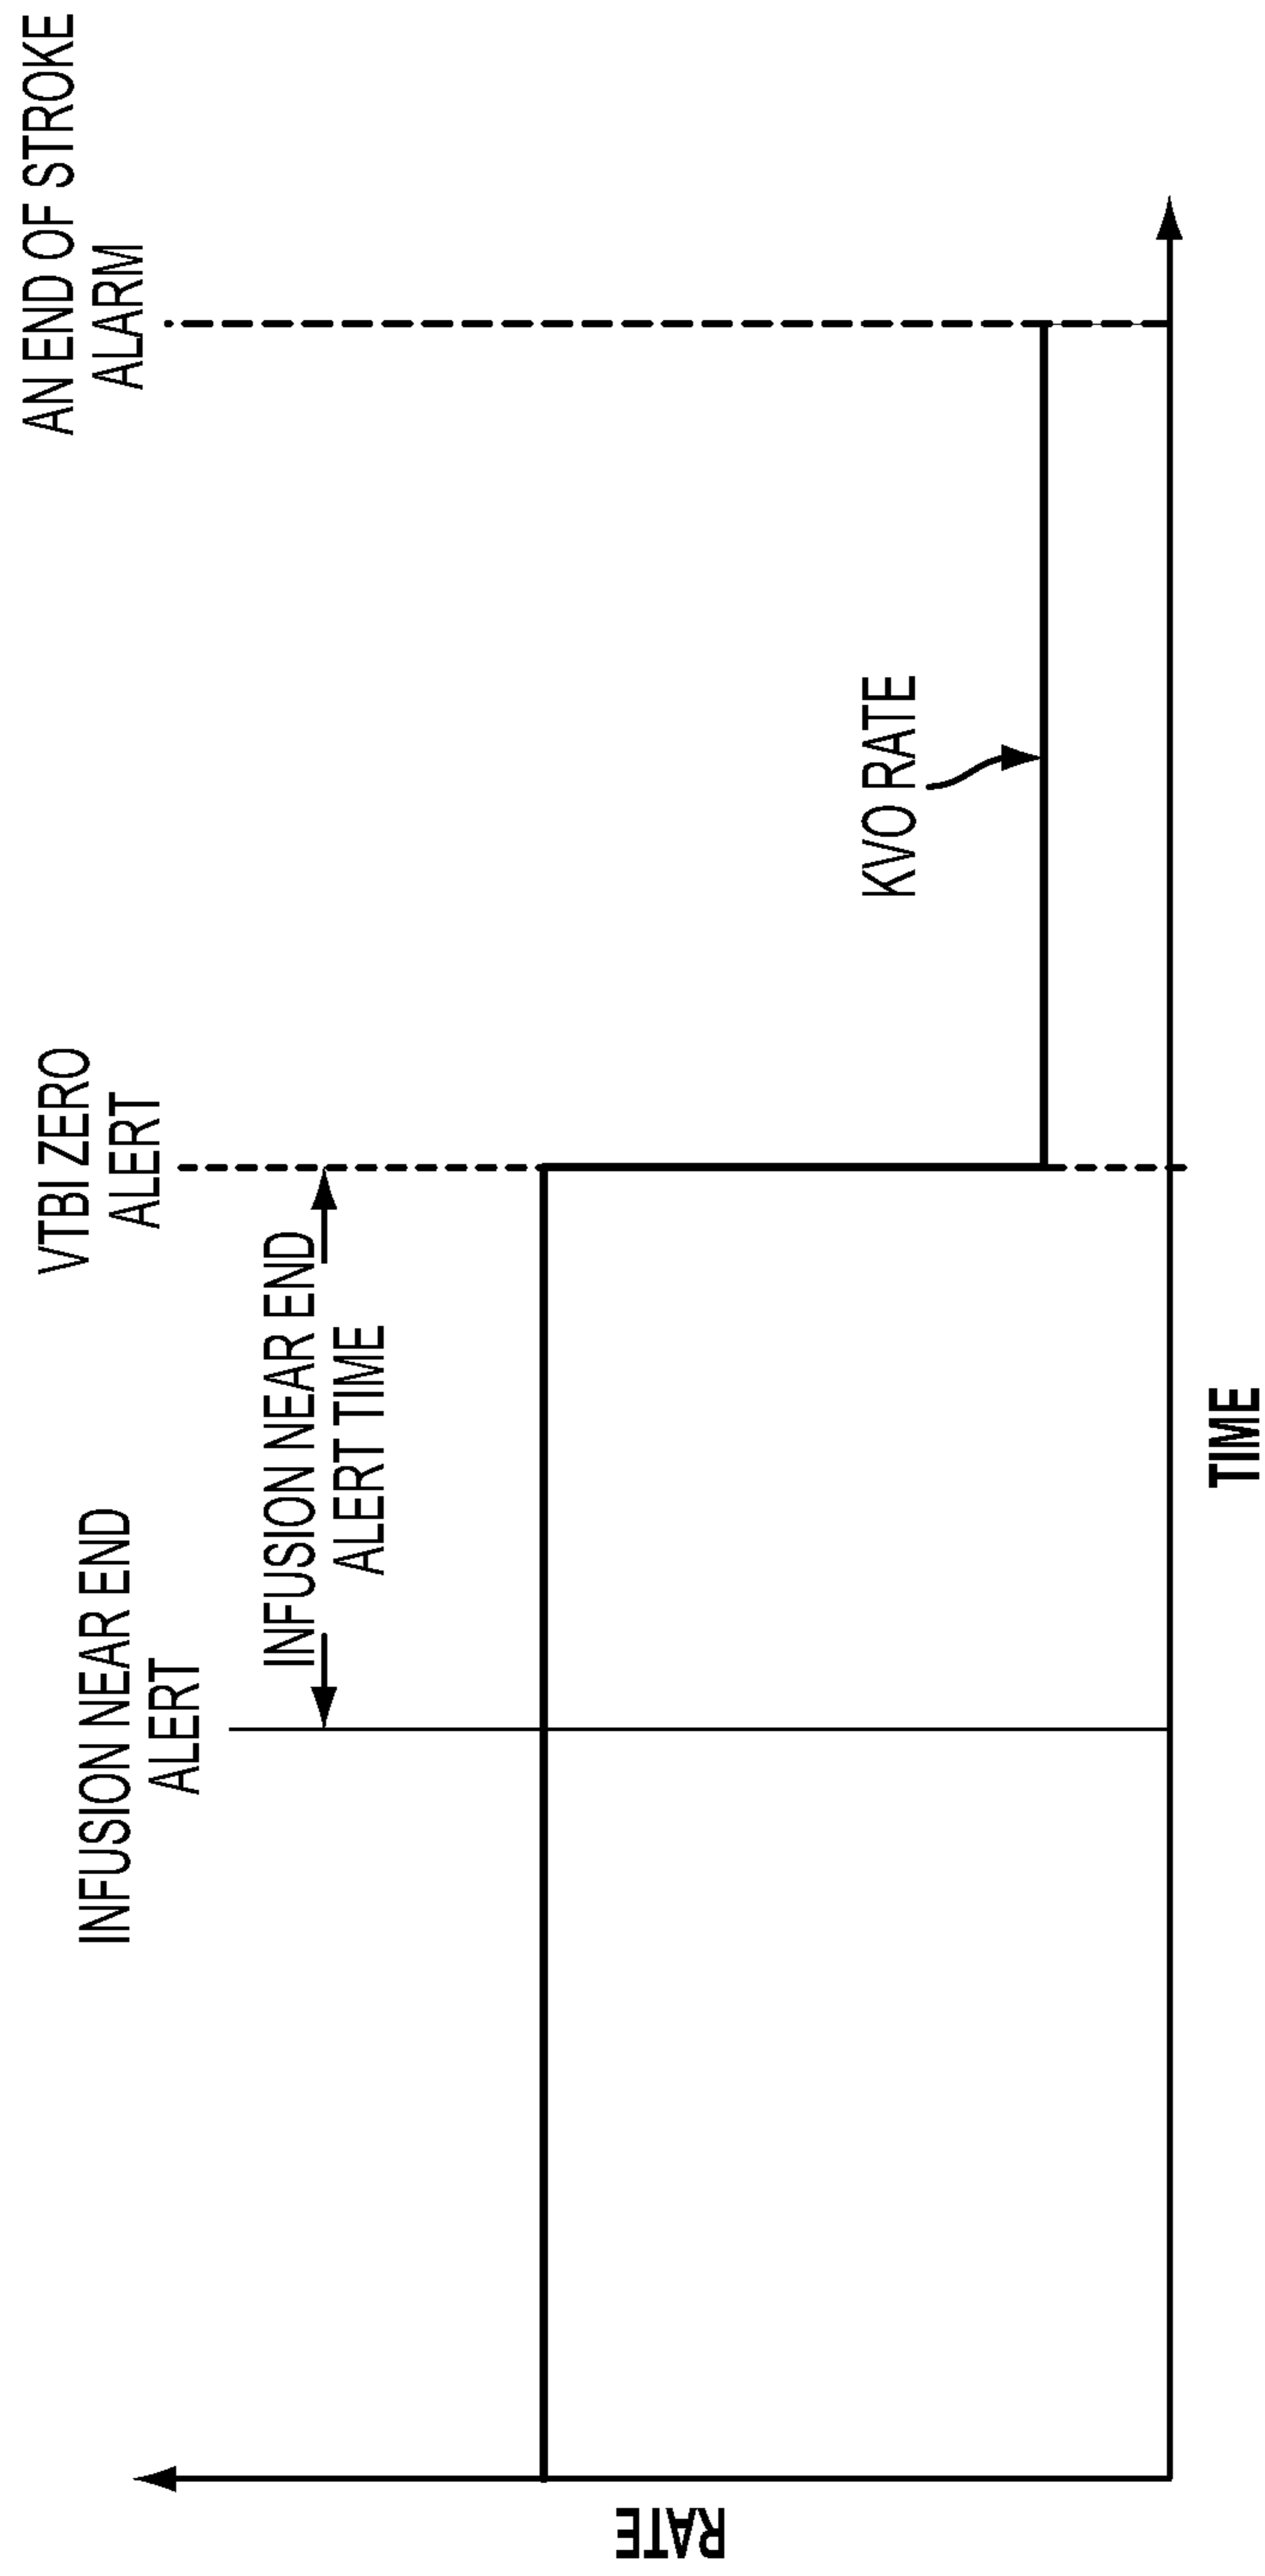 INFUSION NEAR END
ALERT
VTBI ZERO
ALERT
AN END OF STROKE
ALARM
INFUSION NEAR END
ALERT TIME
KVO RATE
RATE
TIME